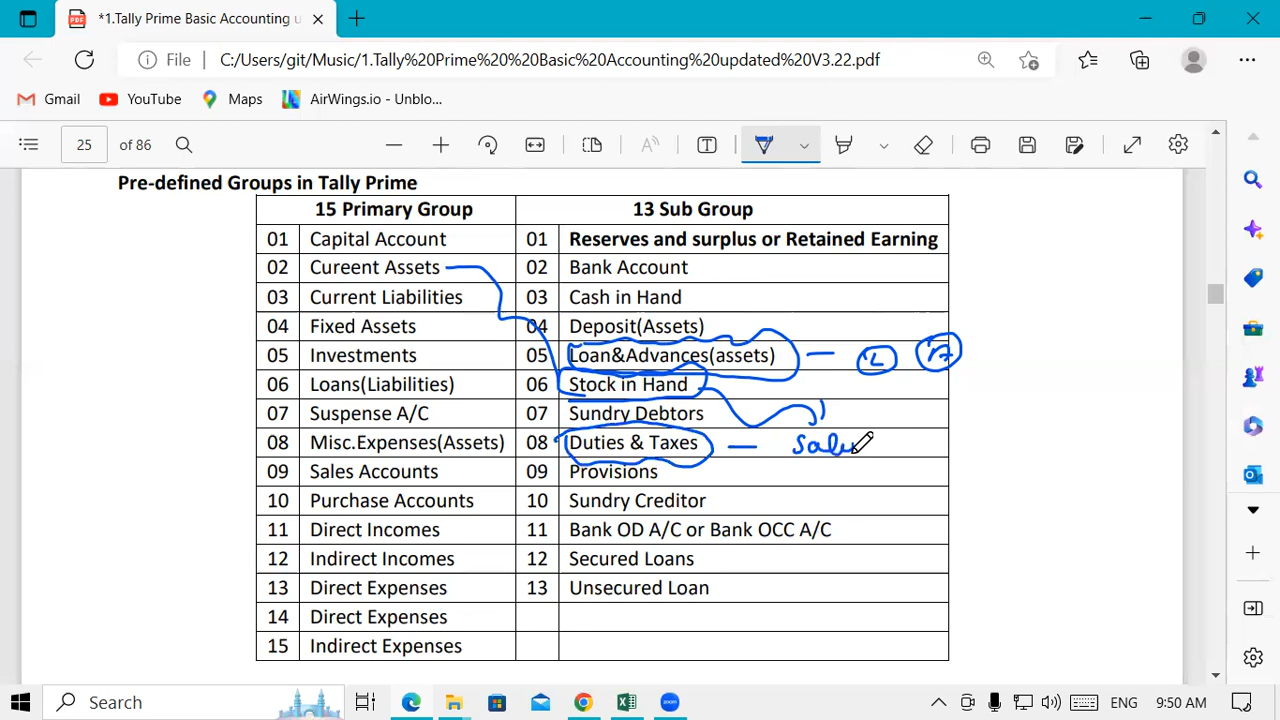 *1.Tally Prime Basic Accounting u
File
C:/Users/git/Music/1.Tally%20Prime%20%20Basic%20Accounting%20updated%20V3.22.pdf
Gmail
YouTube
Maps
AirWings.io - Unblo...
25 of 86
Pre-defined Groups in Tally Prime
15 Primary Group 13 Sub Group
01 Capital Account 01 Reserves and surplus or Retained Earning
02 Cureent Assets 02 Bank Account
03 Current Liabilities 03 Cash in Hand
04 Fixed Assets 04 Deposit(Assets)
05 Investments 05 Loan&Advances(assets) L A
06 Loans(Liabilities) 06 Stock in Hand
07 Suspense A/C 07 Sundry Debtors
08 Misc.Expenses(Assets) 08 Duties & Taxes — Sales
09 Sales Accounts 09 Provisions
10 Purchase Accounts 10 Sundry Creditor
11 Direct Incomes 11 Bank OD A/C or Bank OCC A/C
12 Indirect Incomes 12 Secured Loans
13 Direct Expenses 13 Unsecured Loan
14 Direct Expenses
15 Indirect Expenses
Search
ENG
9:50 AM